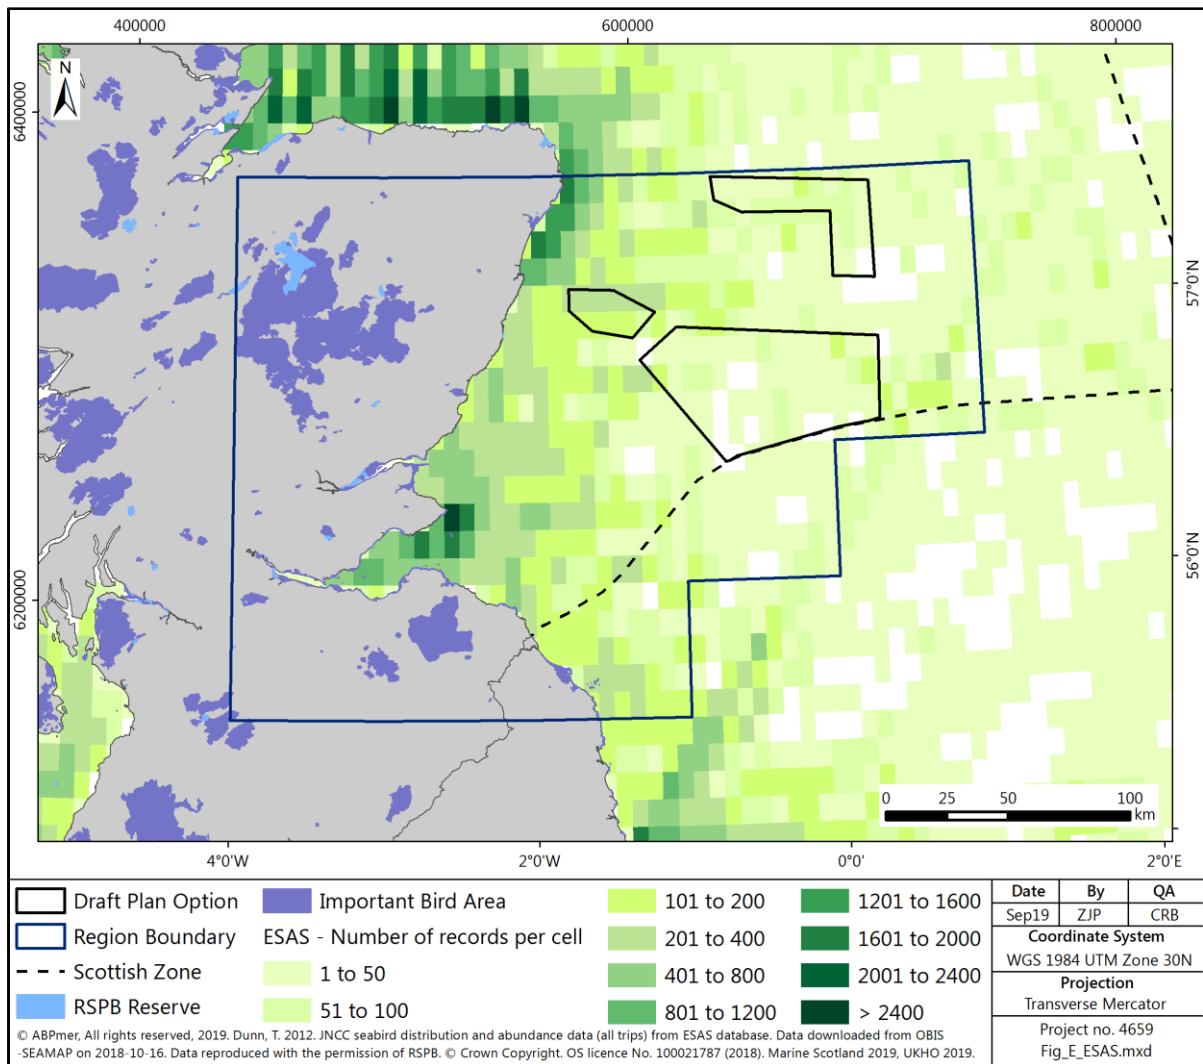 400000
600000
800000
N
6400000
6200000
57°0'N
56°0'N
0
25
50
100
km
4°0'W
2°0'W
0°0'
2°0'E
Draft Plan Option
Region Boundary
Scottish Zone
RSPB Reserve
Important Bird Area
ESAS - Number of records per cell
1 to 50
51 to 100
101 to 200
201 to 400
401 to 800
801 to 1200
1201 to 1600
1601 to 2000
2001 to 2400
> 2400
Date By QA
Sep19 ZJP CRB
Coordinate System
WGS 1984 UTM Zone 30N
Projection
Transverse Mercator
Project no. 4659
Fig_E_ESAS.mxd
© ABPmer, All rights reserved, 2019. Dunn, T. 2012. JNCC seabird distribution and abundance data (all trips) from ESAS database. Data downloaded from OBIS
-SEAMAP on 2018-10-16. Data reproduced with the permission of RSPB. © Crown Copyright. OS licence No. 100021787 (2018). Marine Scotland 2019, UKHO 2019.